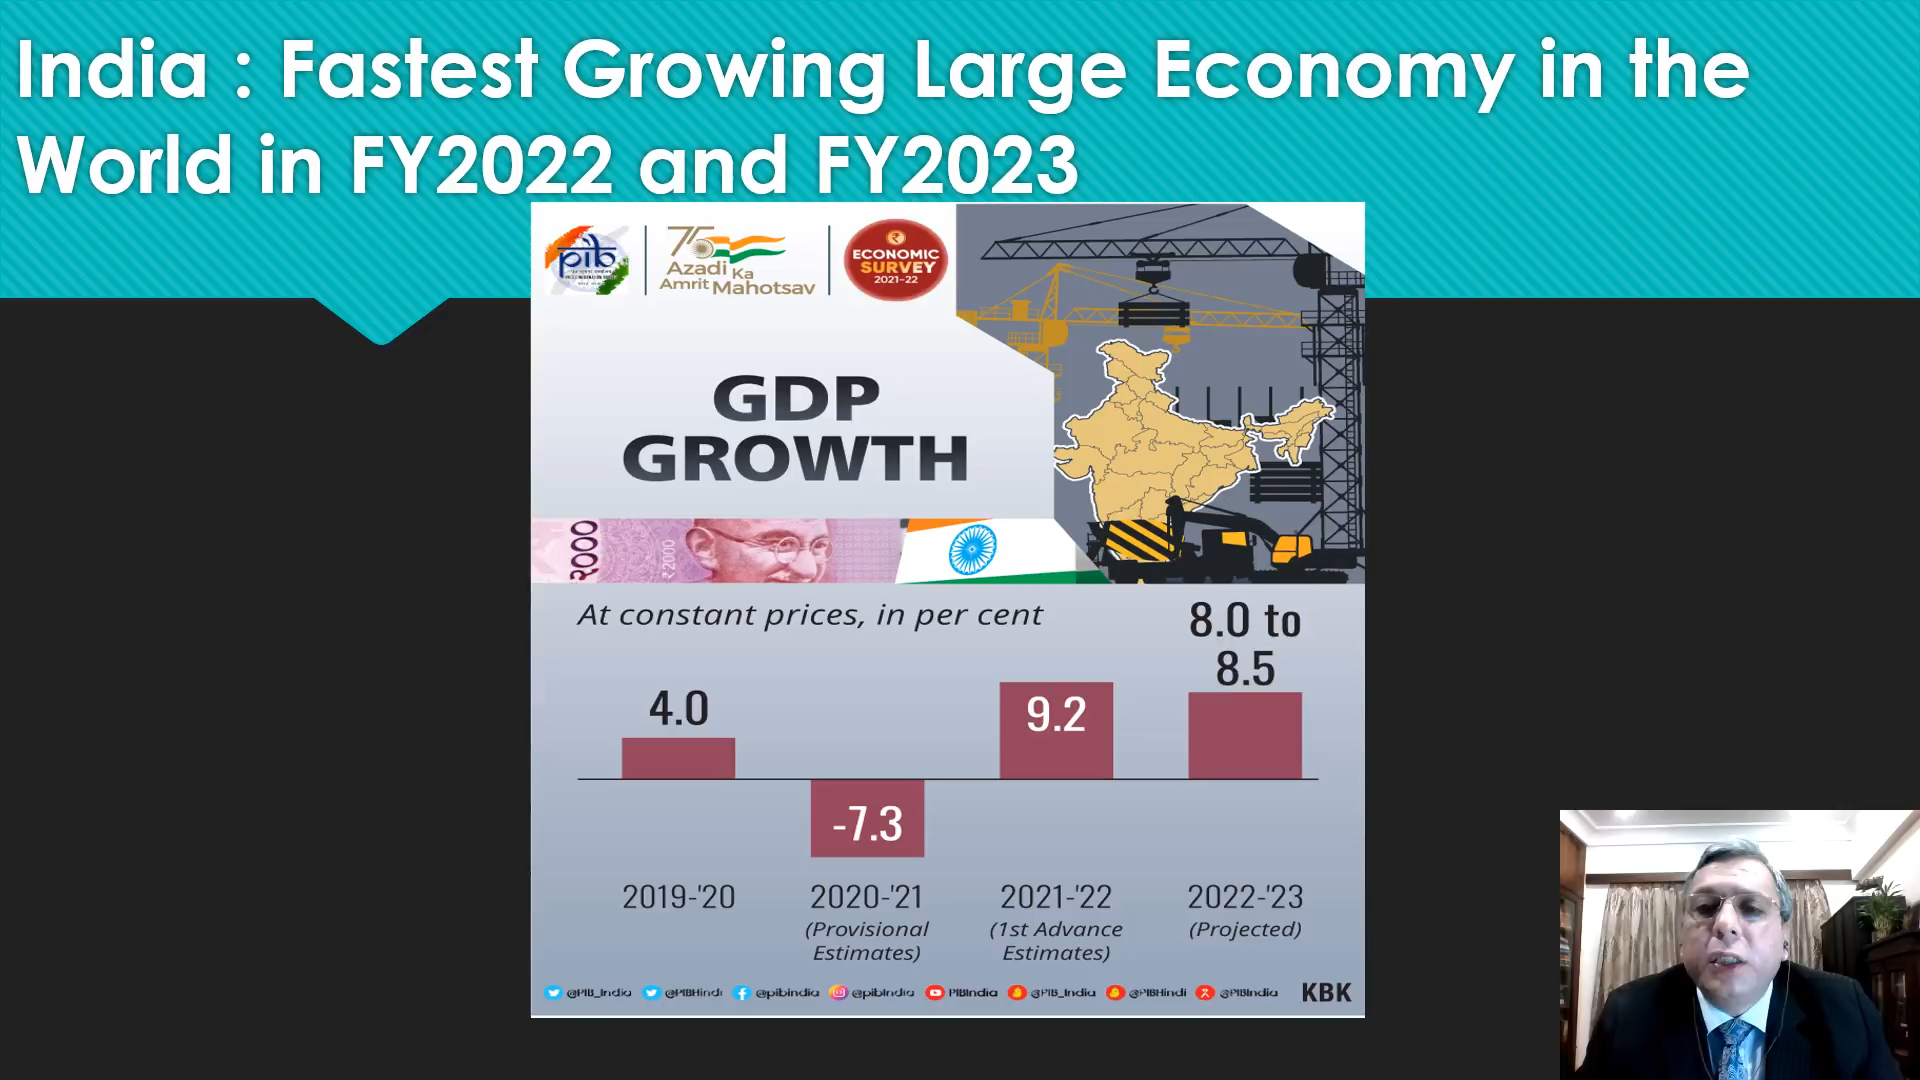 India : Fastest Growing Large Economy in the
World in FY2022 and FY2023
pib
75
Azadi Ka
Amrit Mahotsav
₹
ECONOMIC
SURVEY
2021-22
GDP
GROWTH
₹2000
At constant prices, in per cent
8.0 to
8.5
4.0
9.2
-7.3
2019-'20
2020-'21
2021-'22
2022-'23
(Provisional
Estimates)
(1st Advance
Estimates)
(Projected)
@PIB_India @PIBHindi @pibindia @pibindia PIBIndia @PIB_India @PIBHindi @PIBIndia KBK